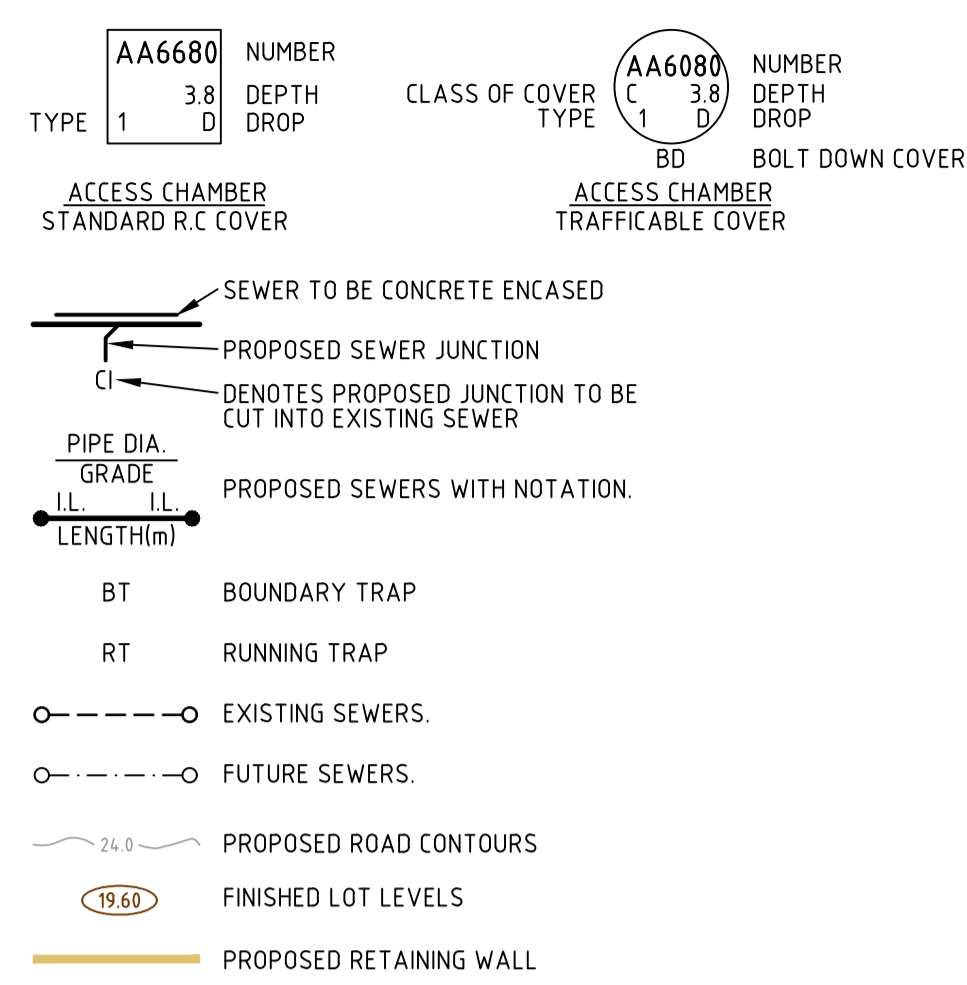 AA6680 NUMBER
3.8 DEPTH
TYPE 1 D DROP
ACCESS CHAMBER
STANDARD R.C COVER
AA6080 NUMBER
CLASS OF COVER C 3.8 DEPTH
TYPE 1 D DROP
BD BOLT DOWN COVER
ACCESS CHAMBER
TRAFFICABLE COVER
SEWER TO BE CONCRETE ENCASED
PROPOSED SEWER JUNCTION
CI DENOTES PROPOSED JUNCTION TO BE
CUT INTO EXISTING SEWER
PIPE DIA.
GRADE
I.L. I.L.
LENGTH(m)
PROPOSED SEWERS WITH NOTATION.
BT BOUNDARY TRAP
RT RUNNING TRAP
EXISTING SEWERS.
FUTURE SEWERS.
24.0 PROPOSED ROAD CONTOURS
19.60 FINISHED LOT LEVELS
PROPOSED RETAINING WALL